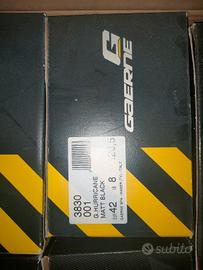 G
GAERNE
3830
001
G.HURRICANE
MATT BLACK
42
8
subito